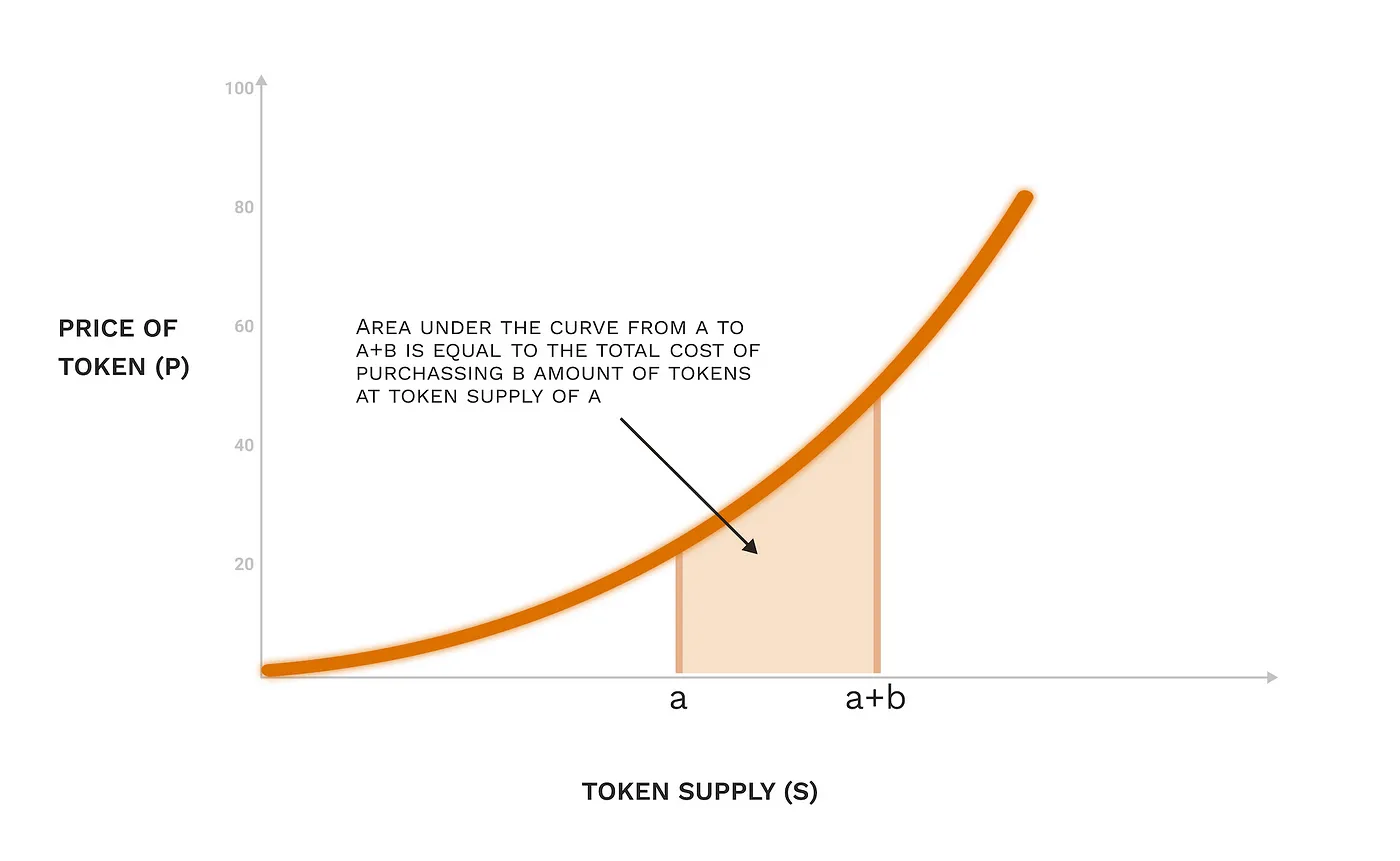 100
80
PRICE OF
TOKEN (P)
60
AREA UNDER THE CURVE FROM A TO
A+B IS EQUAL TO THE TOTAL COST OF
PURCHASSING B AMOUNT OF TOKENS
AT TOKEN SUPPLY OF A
40
20
a
a+b
TOKEN SUPPLY (S)